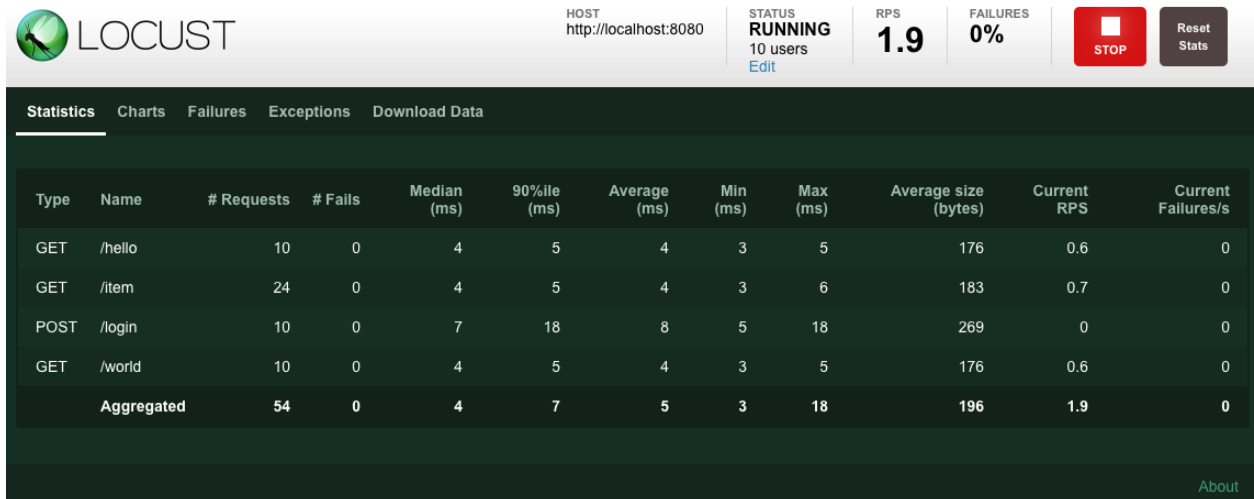 LOCUST
HOST
http://localhost:8080
STATUS
RUNNING
10 users
Edit
RPS
1.9
FAILURES
0%
STOP
Reset
Stats
Statistics Charts Failures Exceptions Download Data
Type Name # Requests # Fails Median (ms) 90%ile (ms) Average (ms) Min (ms) Max (ms) Average size (bytes) Current RPS Current Failures/s
GET /hello 10 0 4 5 4 3 5 176 0.6 0
GET /item 24 0 4 5 4 3 6 183 0.7 0
POST /login 10 0 7 18 8 5 18 269 0 0
GET /world 10 0 4 5 4 3 5 176 0.6 0
Aggregated 54 0 4 7 5 3 18 196 1.9 0
About